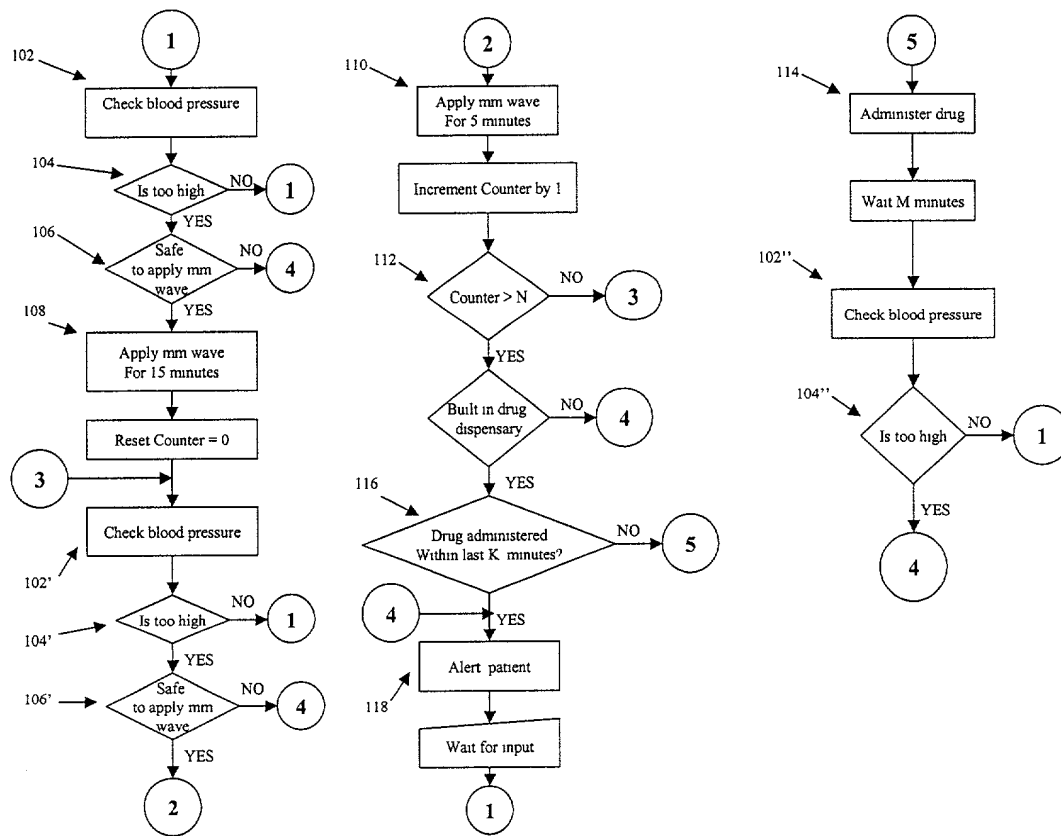 1
102
Check blood pressure
104
Is too high
NO
1
YES
106
Safe
to apply mm
wave
NO
4
YES
108
Apply mm wave
For 15 minutes
Reset Counter = 0
3
Check blood pressure
102'
Is too high
NO
1
104'
YES
106'
Safe
to apply mm
wave
NO
4
YES
2
2
110
Apply mm wave
For 5 minutes
Increment Counter by 1
112
Counter > N
NO
3
YES
Built in drug
dispensary
NO
4
YES
116
Drug administered
Within last K minutes?
NO
5
4
YES
Alert patient
118
Wait for input
1
5
114
Administer drug
Wait M minutes
102''
Check blood pressure
104''
Is too high
NO
1
YES
4